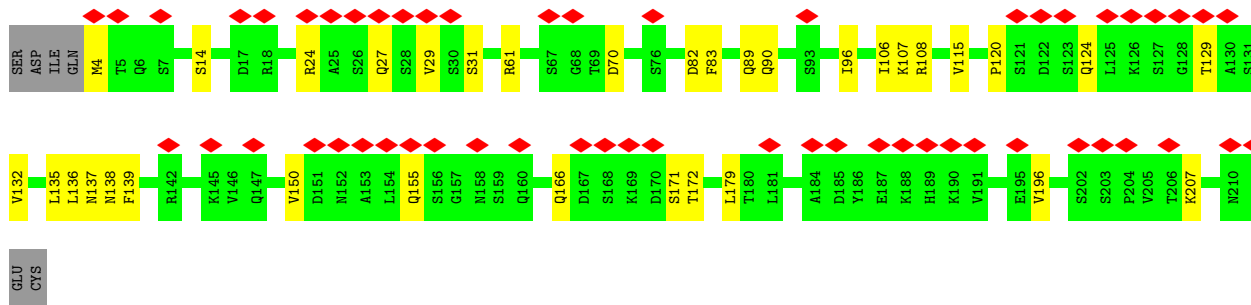 SER ASP ILE GLN M4 T5 Q6 S7 S14 D17 R18 R24 A25 S26 Q27 S28 V29 S30 S31 R61 S67 G68 T69 D70 S76 D82 F83 Q89 Q90 S93 I96 I106 K107 R108 V115 P120 S121 D122 S123 Q124 L125 K126 S127 G128 T129 A130 S131
V132 L135 L136 N137 N138 F139 R142 K145 V146 Q147 V150 D151 N152 A153 L154 Q155 S156 G157 N158 S159 Q160 Q166 D167 S168 K169 D170 S171 T172 L179 T180 L181 A184 D185 Y186 E187 K188 H189 K190 V191 E195 V196 S202 S203 P204 V205 T206 K207 N210
GLU CYS